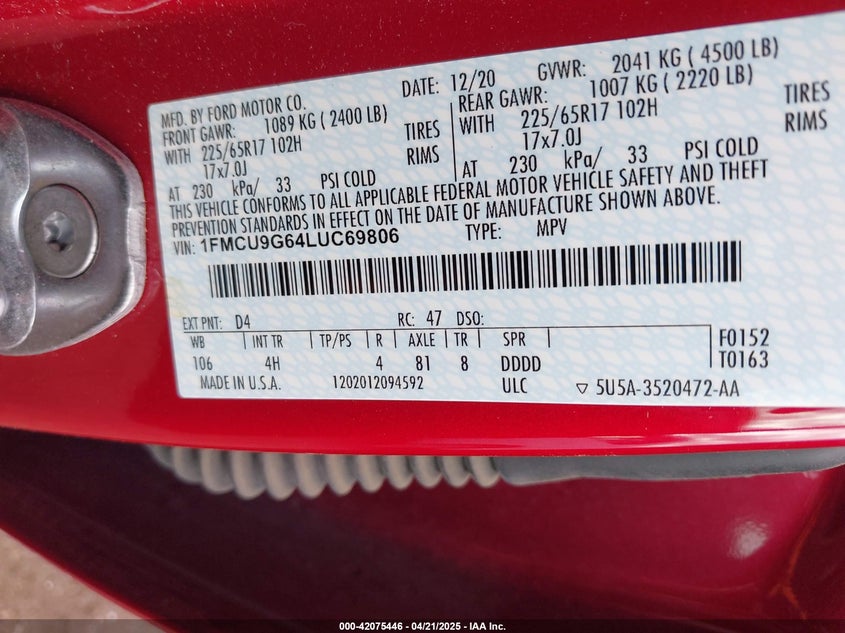 MFD. BY FORD MOTOR CO.
DATE: 12/20 GVWR: 2041 KG ( 4500 LB)
FRONT GAWR: 1089 KG ( 2400 LB)
WITH 225/65R17 102H TIRES
17x7.0J RIMS
AT 230 kPa/ 33 PSI COLD
REAR GAWR: 1007 KG ( 2220 LB)
WITH 225/65R17 102H TIRES
17x7.0J RIMS
AT 230 kPa/ 33 PSI COLD
THIS VEHICLE CONFORMS TO ALL APPLICABLE FEDERAL MOTOR VEHICLE SAFETY AND THEFT
PREVENTION STANDARDS IN EFFECT ON THE DATE OF MANUFACTURE SHOWN ABOVE.
VIN: 1FMCU9G64LUC69806 TYPE: MPV
EXT PNT: D4 RC: 47 DSO:
WB INT TR TP/PS R AXLE TR SPR F0152
106 4H 4 81 8 DDDD T0163
MADE IN U.S.A. 1202012094592 ULC ▽ 5U5A-3520472-AA
000-42075446 - 04/21/2025 - IAA Inc.